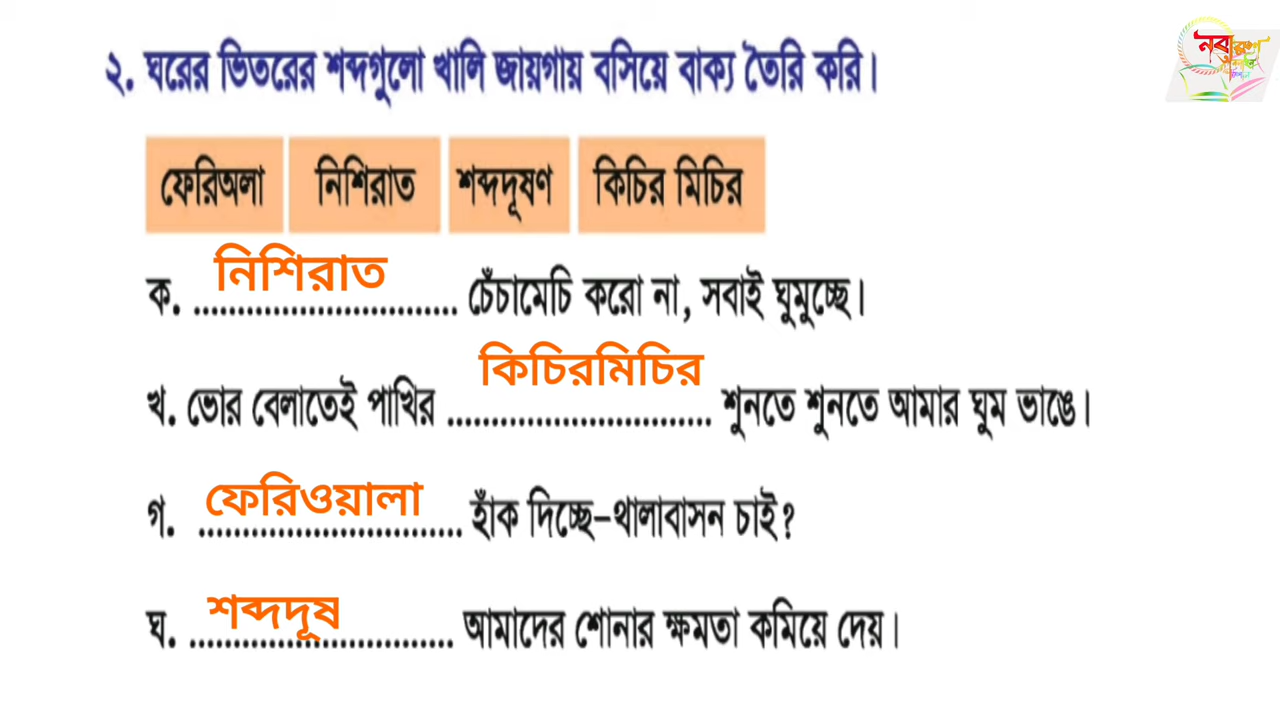 ২. ঘরের ভিতরের শব্দগুলো খালি জায়গায় বসিয়ে বাক্য তৈরি করি।
ফেরিঅলা নিশিরাত শব্দদূষণ কিচির মিচির
ক. নিশিরাত চেঁচামেচি করো না, সবাই ঘুমুচ্ছে।
খ. ভোর বেলাতেই পাখির কিচিরমিচির শুনতে শুনতে আমার ঘুম ভাঙে।
গ. ফেরিওয়ালা হাঁক দিচ্ছে–থালাবাসন চাই?
ঘ. শব্দদূষ আমাদের শোনার ক্ষমতা কমিয়ে দেয়।